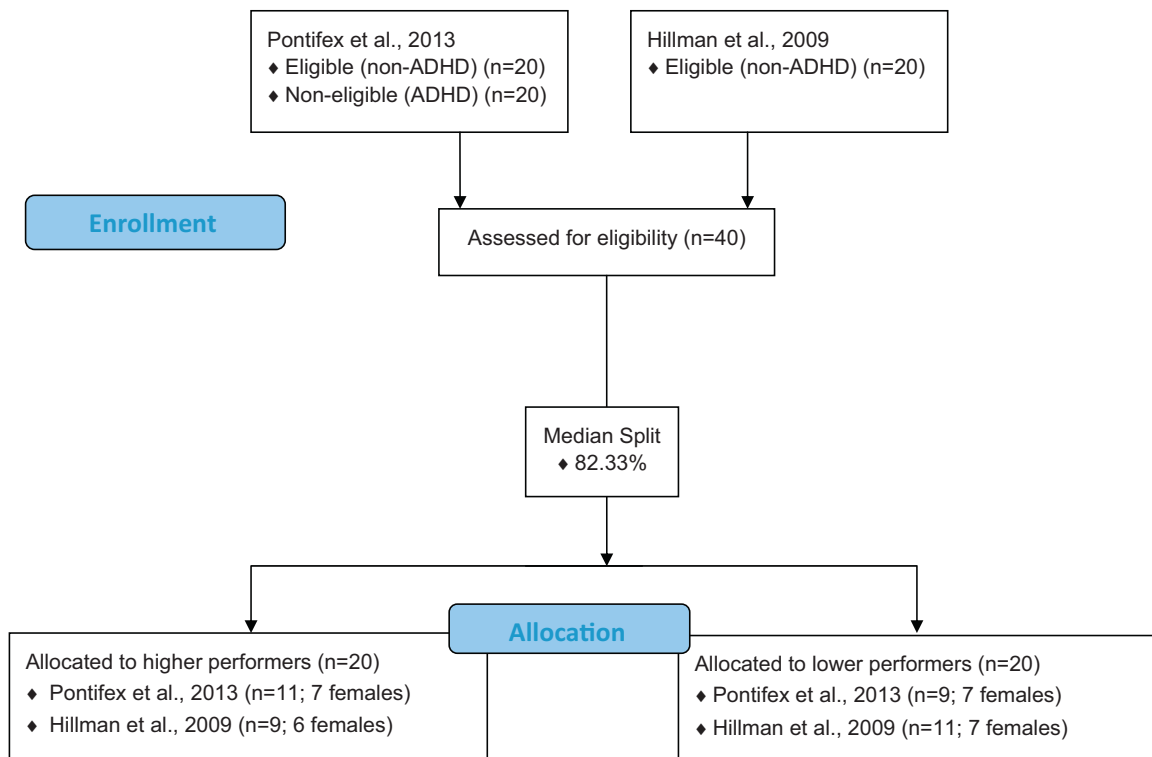 Pontifex et al., 2013
♦ Eligible (non-ADHD) (n=20)
♦ Non-eligible (ADHD) (n=20)
Hillman et al., 2009
♦ Eligible (non-ADHD) (n=20)
Enrollment
Assessed for eligibility (n=40)
Median Split
♦ 82.33%
Allocation
Allocated to higher performers (n=20)
♦ Pontifex et al., 2013 (n=11; 7 females)
♦ Hillman et al., 2009 (n=9; 6 females)
Allocated to lower performers (n=20)
♦ Pontifex et al., 2013 (n=9; 7 females)
♦ Hillman et al., 2009 (n=11; 7 females)